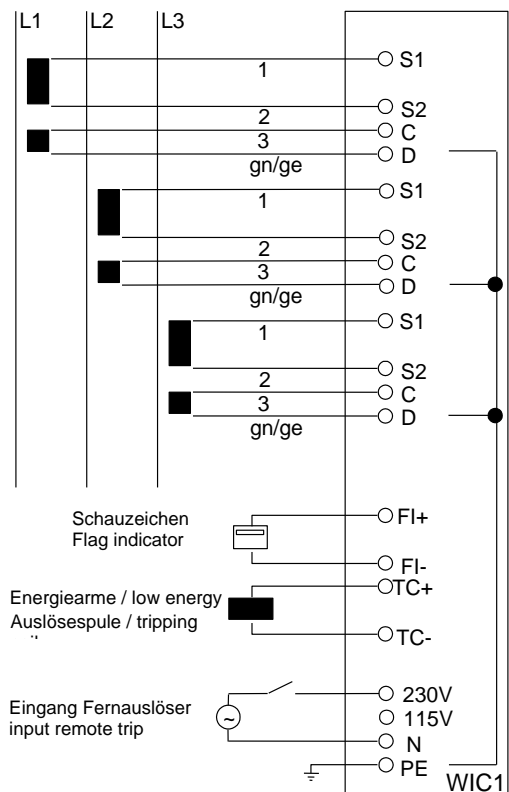 L1 L2 L3
S1
1
S2
2
C
3
D
gn/ge
S1
1
S2
2
C
3
D
gn/ge
S1
1
S2
2
C
3
D
gn/ge
Schauzeichen
Flag indicator
FI+
FI-
Energiearme / low energy
Auslösespule / tripping
TC+
TC-
Eingang Fernauslöser
input remote trip
~
230V
115V
N
PE
WIC1